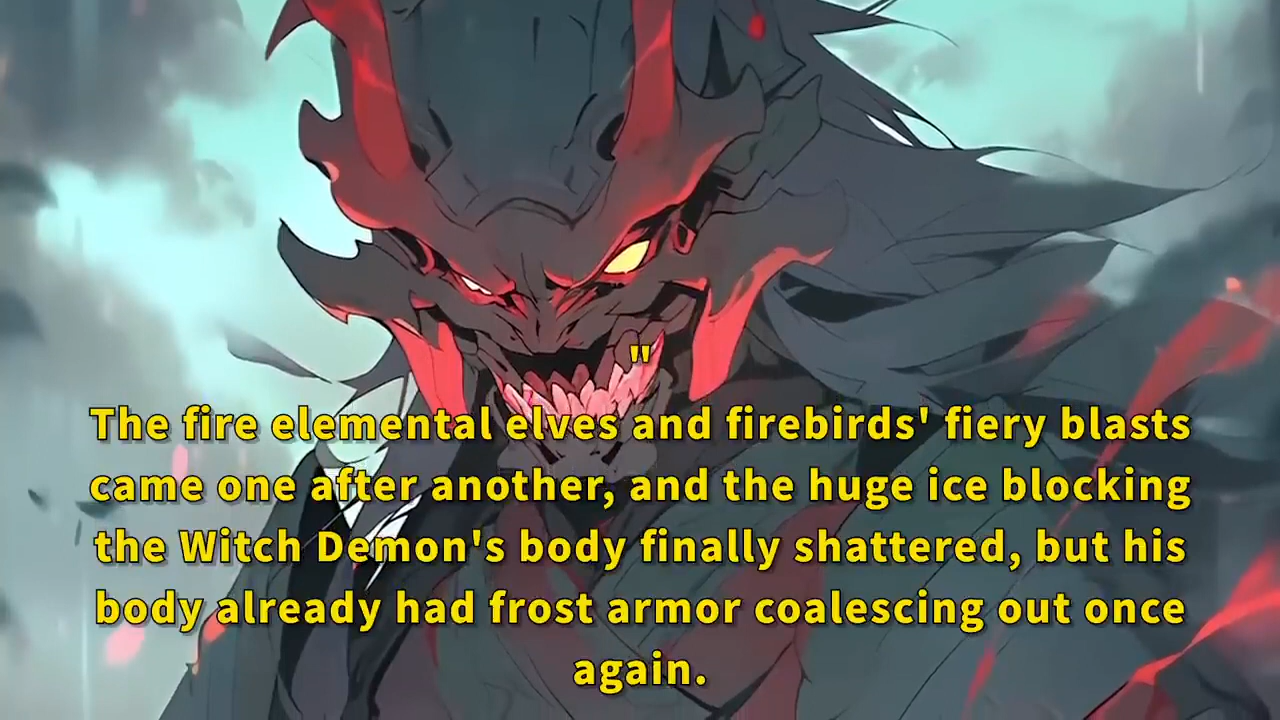 "
The fire elemental elves and firebirds' fiery blasts
came one after another, and the huge ice blocking
the Witch Demon's body finally shattered, but his
body already had frost armor coalescing out once
again.